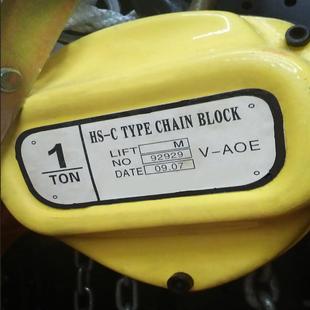 HS-C TYPE CHAIN BLOCK
1
TON
LIFT M
NO 92929
DATE 09.07
V-AOE